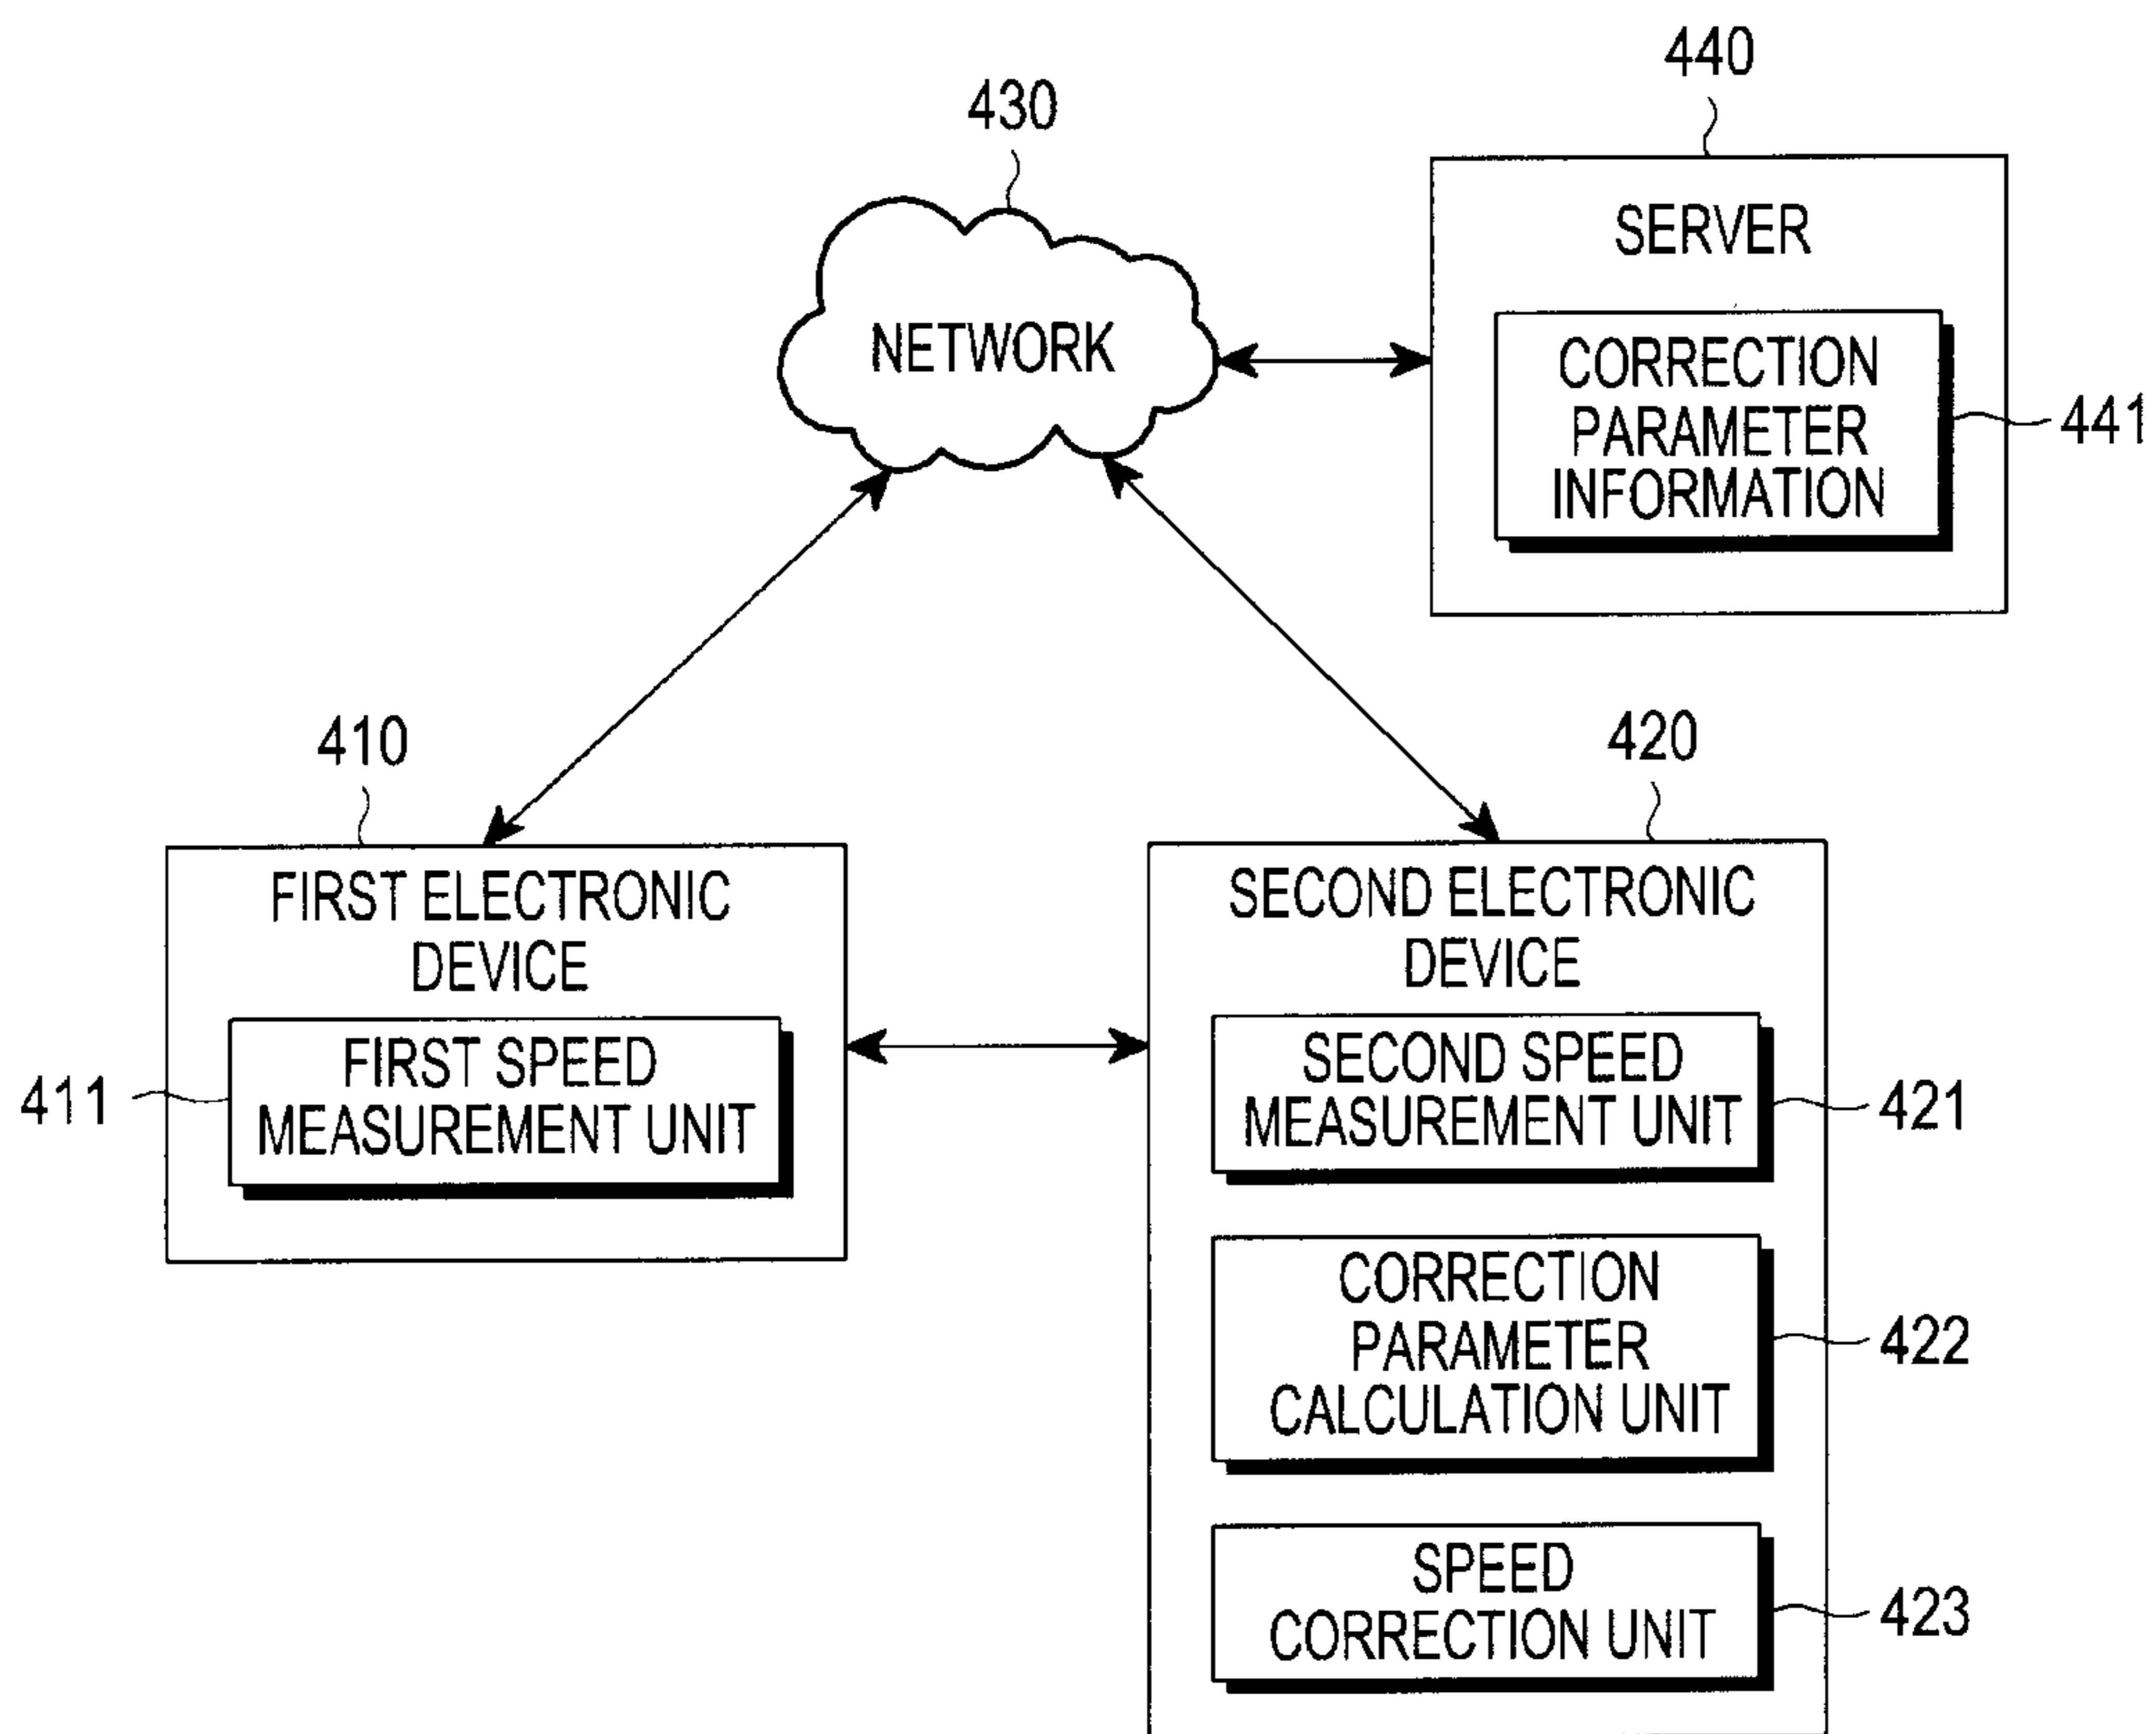 440
430
SERVER
NETWORK
CORRECTION
PARAMETER
INFORMATION
441
410
420
FIRST ELECTRONIC
DEVICE
FIRST SPEED
MEASUREMENT UNIT
411
SECOND ELECTRONIC
DEVICE
SECOND SPEED
MEASUREMENT UNIT
421
CORRECTION
PARAMETER
CALCULATION UNIT
422
SPEED
CORRECTION UNIT
423